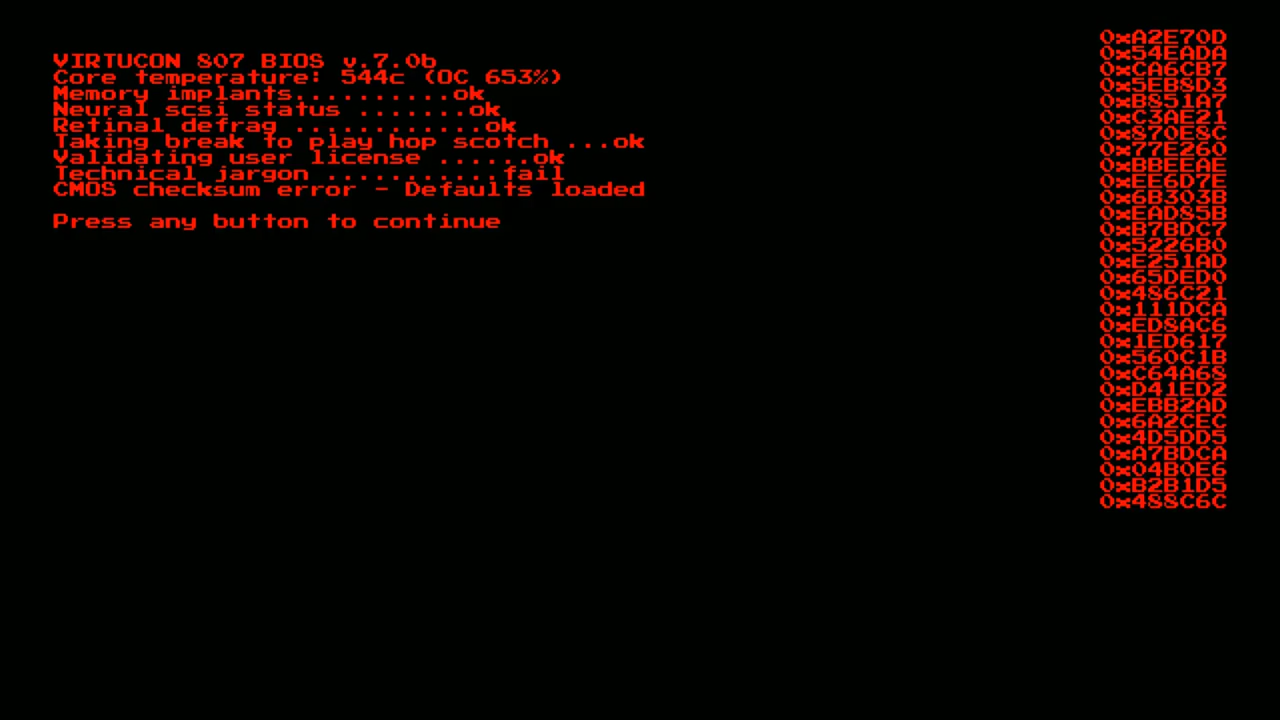 VIRTUCON 807 BIOS v.7.0b
Core temperature: 544c (OC 653%)
Memory implants..........ok
Neural scsi status .......ok
Retinal defrag ............ok
Taking break to play hop scotch ...ok
Validating user license ......ok
Technical jargon ...........fail
CMOS checksum error - Defaults loaded
Press any button to continue
0xA2E70D
0x54EADA
0xCA6CB7
0x5EB8D3
0xB851A7
0xC3AE21
0x870E8C
0x77E260
0xBBEEAE
0xEE6D7E
0x6B303B
0xEAD85B
0xB7BDC7
0x5226B0
0xE251AD
0x65DED0
0x486C21
0x111DCA
0xED8AC6
0x1ED617
0x560C1B
0xC64A68
0xD41ED2
0xEBB2AD
0x6A2CEC
0x4D5DD5
0xA7BDCA
0x04B0E6
0xB2B1D5
0x488C6C